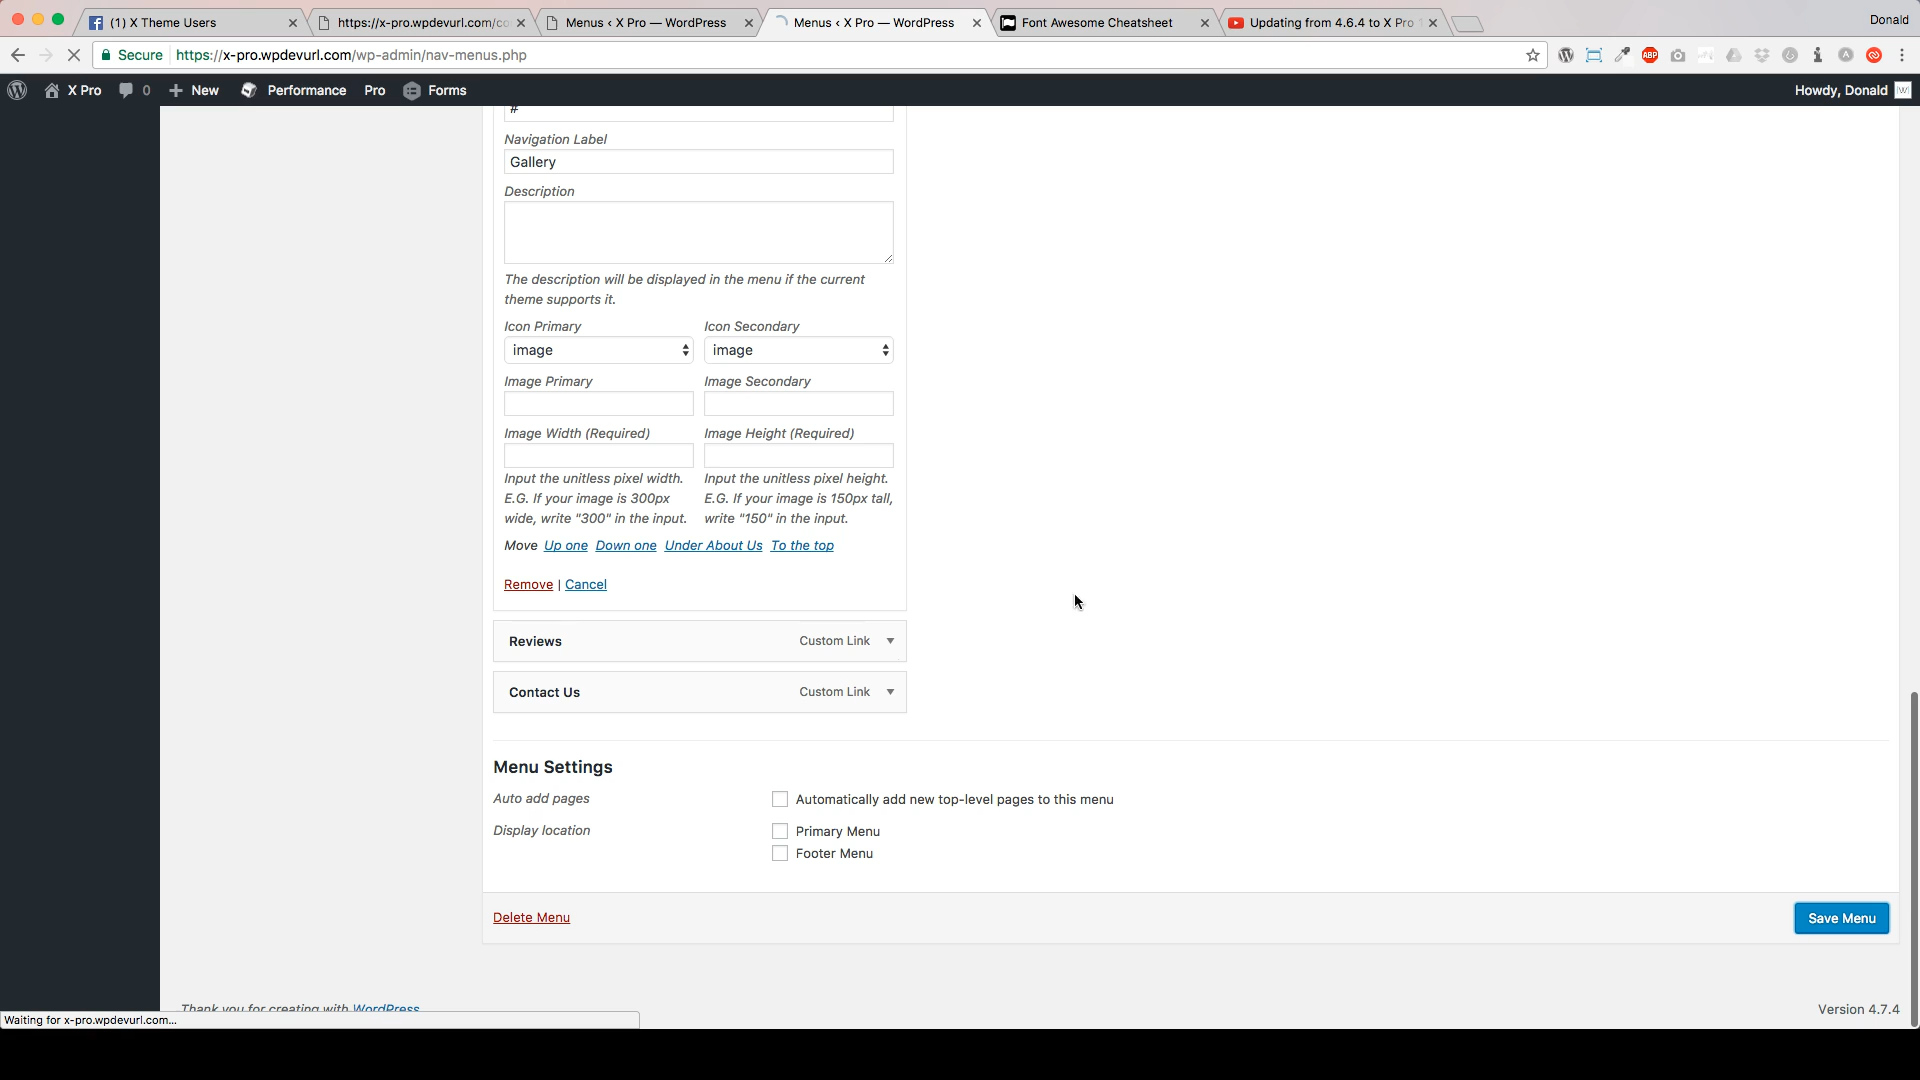 (1) X Theme Users
https://x-pro.wpdevurl.com/co
Menus ‹ X Pro — WordPress
Menus ‹ X Pro — WordPress
Font Awesome Cheatsheet
Updating from 4.6.4 to X Pro
Donald
Secure
https://x-pro.wpdevurl.com/wp-admin/nav-menus.php
ABP
X Pro
0
New
Performance
Pro
Forms
Howdy, Donald
#
Navigation Label
Gallery
Description
The description will be displayed in the menu if the current
theme supports it.
Icon Primary
Icon Secondary
image
image
Image Primary
Image Secondary
Image Width (Required)
Image Height (Required)
Input the unitless pixel width.
E.G. If your image is 300px
wide, write "300" in the input.
Input the unitless pixel height.
E.G. If your image is 150px tall,
write "150" in the input.
Move Up one Down one Under About Us To the top
Remove | Cancel
Reviews
Custom Link
Contact Us
Custom Link
Menu Settings
Auto add pages
Automatically add new top-level pages to this menu
Display location
Primary Menu
Footer Menu
Delete Menu
Save Menu
Thank you for creating with WordPress
Version 4.7.4
Waiting for x-pro.wpdevurl.com...